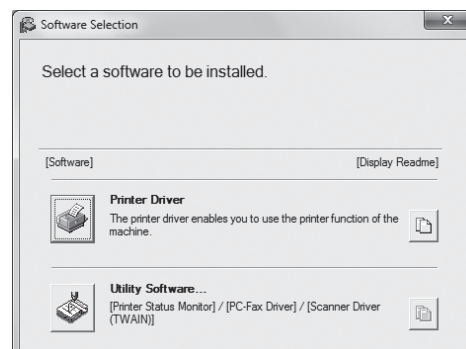 Software Selection
x
Select a software to be installed.
[Software] [Display Readme]
Printer Driver
The printer driver enables you to use the printer function of the
machine.
Utility Software...
[Printer Status Monitor] / [PC-Fax Driver] / [Scanner Driver
(TWAIN)]